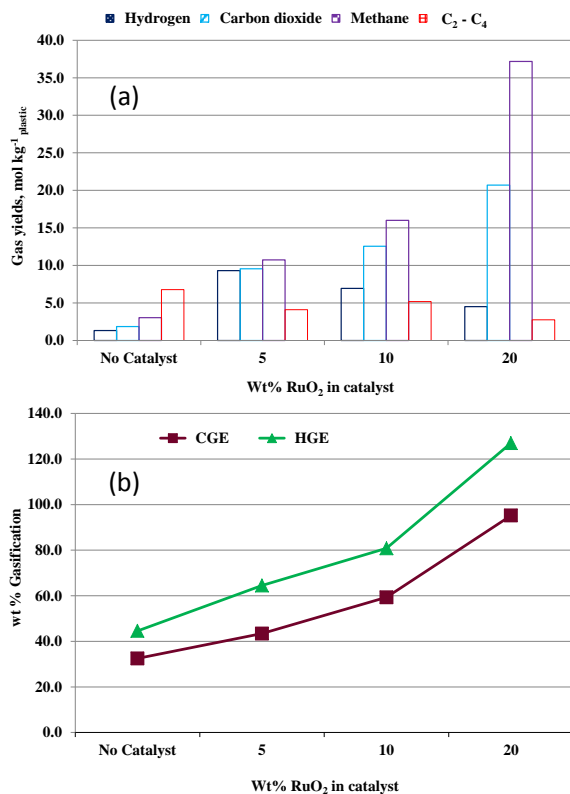 Hydrogen Carbon dioxide Methane C₂ - C₄
40.0
(a)
35.0
30.0
25.0
20.0
15.0
10.0
5.0
0.0
Gas yields, mol kg⁻¹ plastic
No Catalyst 5 10 20
Wt% RuO₂ in catalyst
140.0
CGE HGE
120.0
(b)
100.0
80.0
60.0
40.0
20.0
0.0
wt % Gasification
No Catalyst 5 10 20
Wt% RuO₂ in catalyst